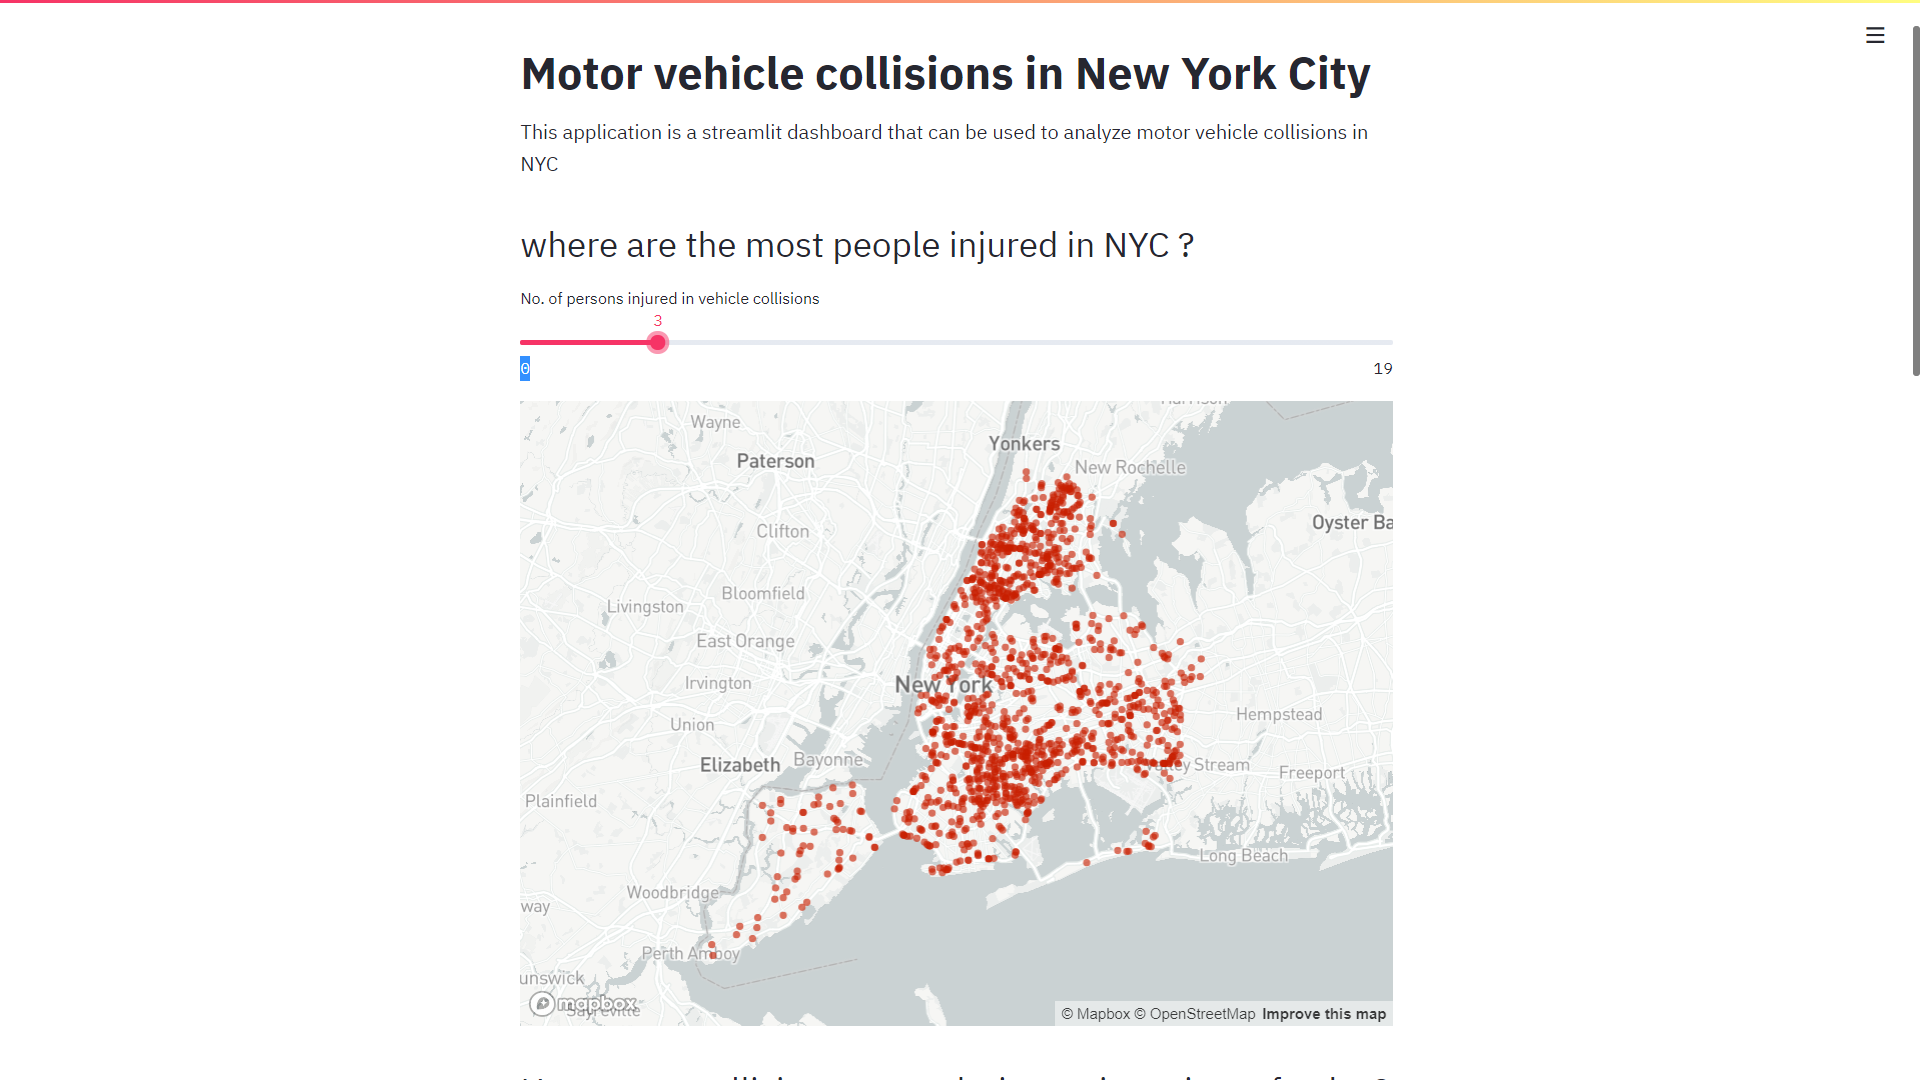 Motor vehicle collisions in New York City
This application is a streamlit dashboard that can be used to analyze motor vehicle collisions in
NYC
where are the most people injured in NYC ?
No. of persons injured in vehicle collisions
3
0
19
Wayne
Yonkers
Paterson
New Rochelle
Oyster Ba
Clifton
Bloomfield
Livingston
East Orange
Irvington
New York
Hempstead
Union
Elizabeth
Bayonne
Stream
Freeport
Plainfield
Long Beach
Woodbridge
way
Perth Amboy
unswick
mapbox
Sayreville
© Mapbox © OpenStreetMap Improve this map